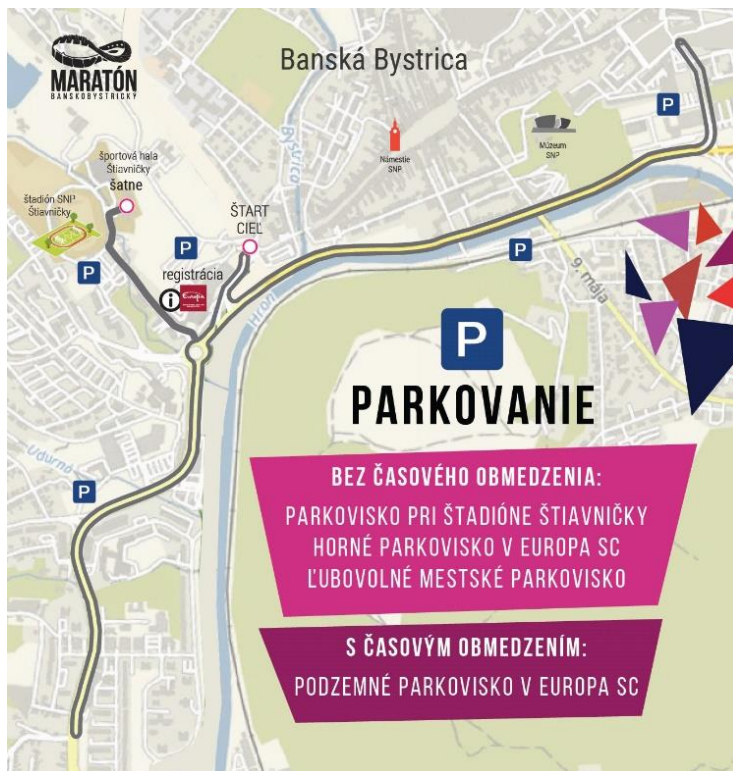 MARATÓN
BANSKOBYSTRICKÝ
Banská Bystrica
P
Bystrica
Námestie
SNP
Múzeum
SNP
športová hala
Štiavničky
šatne
štadión SNP
Štiavničky
ŠTART
CIEĽ
P
P
registrácia
i
Europa
Hron
P
9. mája
P
PARKOVANIE
Udurná
P
BEZ ČASOVÉHO OBMEDZENIA:
PARKOVISKO PRI ŠTADIÓNE ŠTIAVNIČKY
HORNÉ PARKOVISKO V EUROPA SC
ĽUBOVOLNÉ MESTSKÉ PARKOVISKO
S ČASOVÝM OBMEDZENÍM:
PODZEMNÉ PARKOVISKO V EUROPA SC